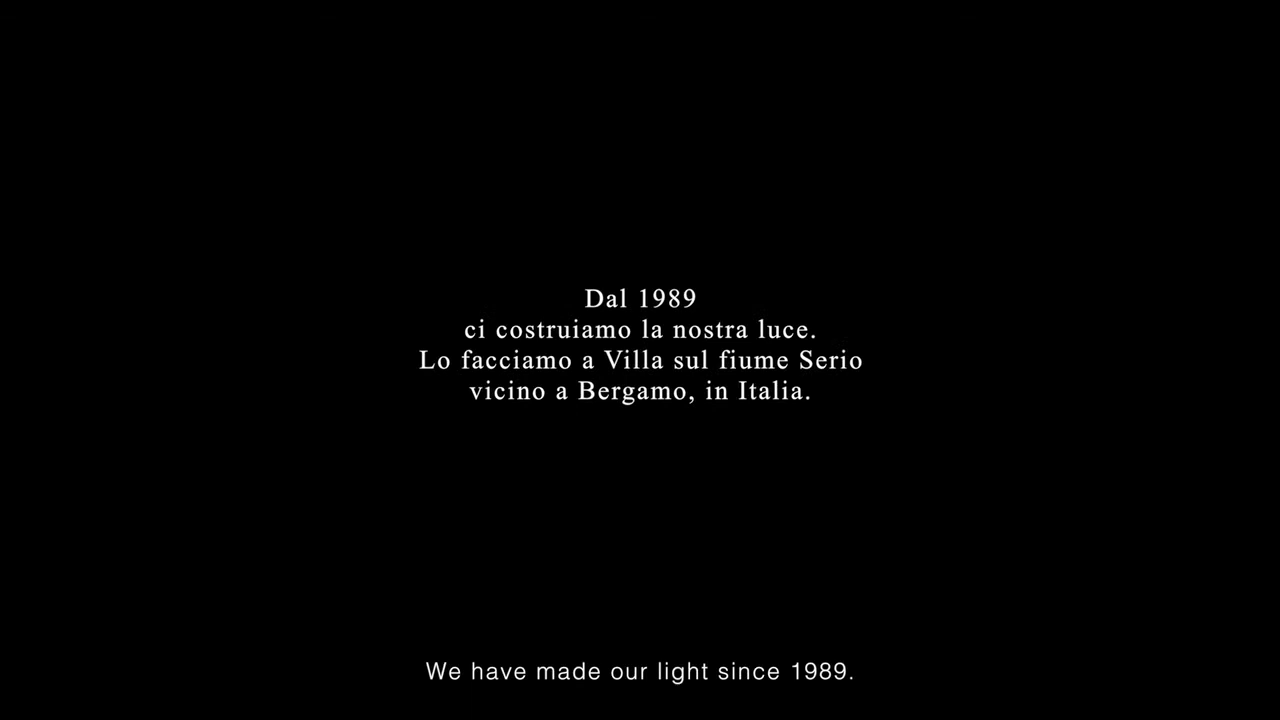 Dal 1989
ci costruiamo la nostra luce.
Lo facciamo a Villa sul fiume Serio
vicino a Bergamo, in Italia.
We have made our light since 1989.